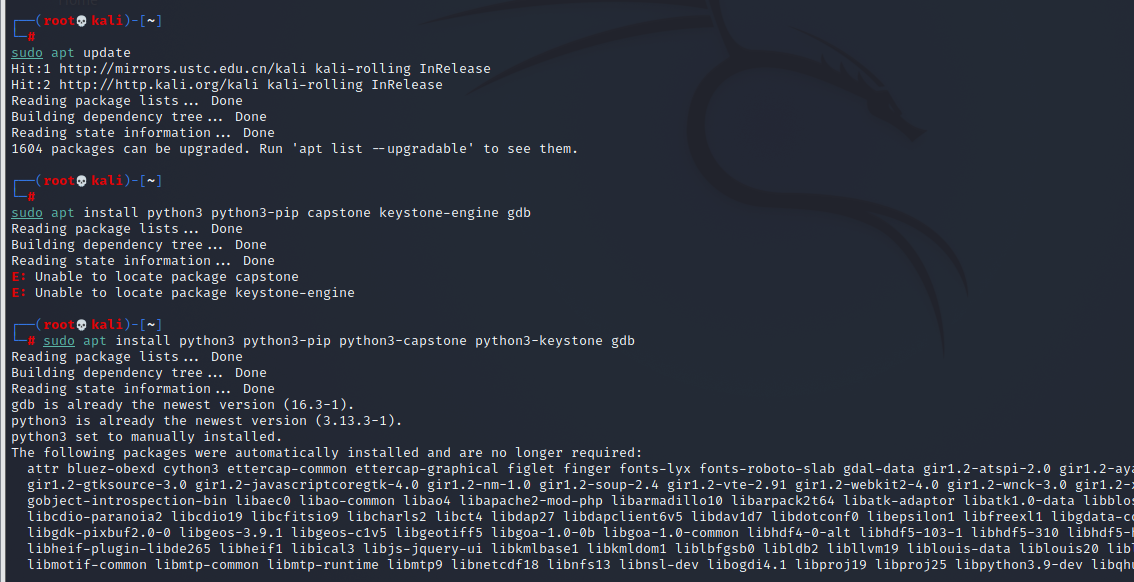 ┌──(root💀kali)-[~]
└─#
sudo apt update
Hit:1 http://mirrors.ustc.edu.cn/kali kali-rolling InRelease
Hit:2 http://http.kali.org/kali kali-rolling InRelease
Reading package lists... Done
Building dependency tree... Done
Reading state information... Done
1604 packages can be upgraded. Run 'apt list --upgradable' to see them.
┌──(root💀kali)-[~]
└─#
sudo apt install python3 python3-pip capstone keystone-engine gdb
Reading package lists... Done
Building dependency tree... Done
Reading state information... Done
E: Unable to locate package capstone
E: Unable to locate package keystone-engine
┌──(root💀kali)-[~]
└─# sudo apt install python3 python3-pip python3-capstone python3-keystone gdb
Reading package lists... Done
Building dependency tree... Done
Reading state information... Done
gdb is already the newest version (16.3-1).
python3 is already the newest version (3.13.3-1).
python3 set to manually installed.
The following packages were automatically installed and are no longer required:
attr bluez-obexd cython3 ettercap-common ettercap-graphical figlet finger fonts-lyx fonts-roboto-slab gdal-data gir1.2-atspi-2.0 gir1.2-aya
gir1.2-gtksource-3.0 gir1.2-javascriptcoregtk-4.0 gir1.2-nm-1.0 gir1.2-soup-2.4 gir1.2-vte-2.91 gir1.2-webkit2-4.0 gir1.2-wnck-3.0 gir1.2-x
gobject-introspection-bin libaec0 libao-common libao4 libapache2-mod-php libarmadillo10 libarpack2t64 libatk-adaptor libatk1.0-data libblos
libcdio-paranoia2 libcdio19 libcfitsio9 libcharls2 libct4 libdap27 libdapclient6v5 libdav1d7 libdotconf0 libepsilon1 libfreexl1 libgdata-co
libgdk-pixbuf2.0-0 libgeos-3.9.1 libgeos-c1v5 libgeotiff5 libgoa-1.0-0b libgoa-1.0-common libhdf4-0-alt libhdf5-103-1 libhdf5-310 libhdf5-h
libheif-plugin-libde265 libheif1 libical3 libjs-jquery-ui libkmlbase1 libkmldom1 liblbfgsb0 libldb2 libllvm19 liblouis-data liblouis20 libl
libmotif-common libmtp-common libmtp-runtime libmtp9 libnetcdf18 libnfs13 libnsl-dev libogdi4.1 libproj19 libproj25 libpython3.9-dev libqhu